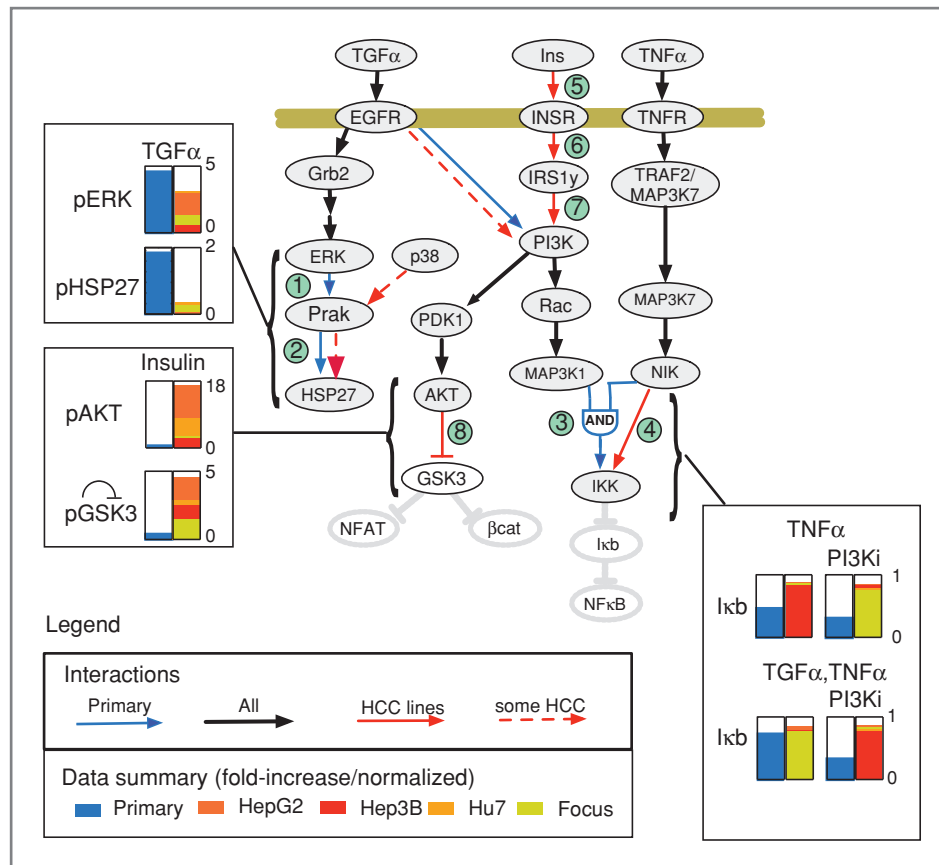 TGFα
Ins
TNFα
5
EGFR
INSR
TNFR
6
Grb2
IRS1y
TRAF2/
MAP3K7
7
ERK
p38
PI3K
1
Prak
PDK1
Rac
MAP3K7
2
HSP27
AKT
MAP3K1
NIK
8
3
AND
4
GSK3
IKK
NFAT
βcat
Iκb
NFκB
TGFα
pERK
5
0
pHSP27
2
0
Insulin
pAKT
18
0
pGSK3
5
0
TNFα
PI3Ki
Iκb
1
0
TGFα,TNFα
PI3Ki
Iκb
1
0
Legend
Interactions
Primary
All
HCC lines
some HCC
Data summary (fold-increase/normalized)
Primary
HepG2
Hep3B
Hu7
Focus